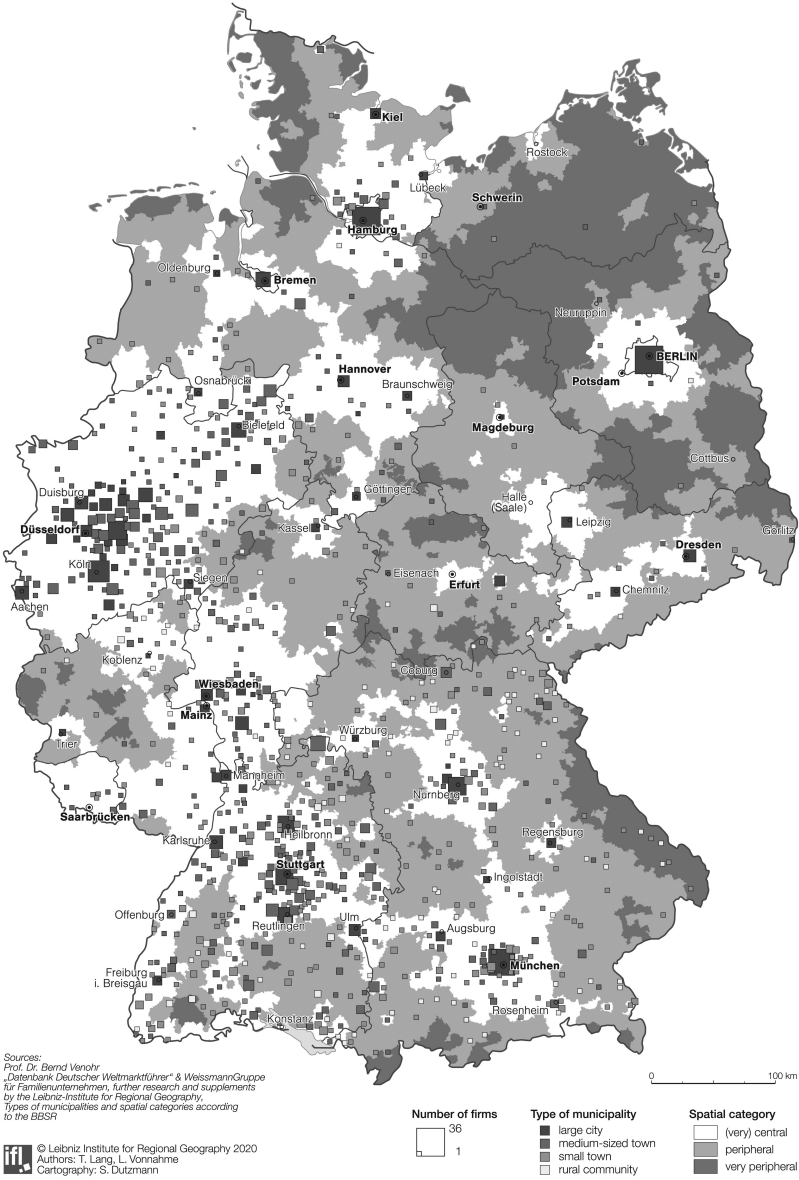 Kiel
Rostock
Lübeck
Schwerin
Hamburg
Oldenburg
Bremen
Neuruppin
BERLIN
Hannover
Potsdam
Osnabrück
Braunschweig
Magdeburg
Bielefeld
Cottbus
Göttingen
Duisburg
Halle
(Saale)
Leipzig
Düsseldorf
Kassel
Görlitz
Dresden
Köln
Siegen
Eisenach
Erfurt
Chemnitz
Aachen
Koblenz
Coburg
Wiesbaden
Mainz
Würzburg
Trier
Mannheim
Nürnberg
Saarbrücken
Heilbronn
Regensburg
Karlsruhe
Stuttgart
Ingolstadt
Offenburg
Reutlingen
Ulm
Augsburg
München
Freiburg
i. Breisgau
Rosenheim
Konstanz
Sources:
Prof. Dr. Bernd Venohr
„Datenbank Deutscher Weltmarktführer“ & WeissmannGruppe
für Familienunternehmen, further research and supplements
by the Leibniz-Institute for Regional Geography,
Types of municipalities and spatial categories according
to the BBSR
0 100 km
Number of firms
36
1
Type of municipality
large city
medium-sized town
small town
rural community
Spatial category
(very) central
peripheral
very peripheral
ifl
© Leibniz Institute for Regional Geography 2020
Authors: T. Lang, L. Vonnahme
Cartography: S. Dutzmann